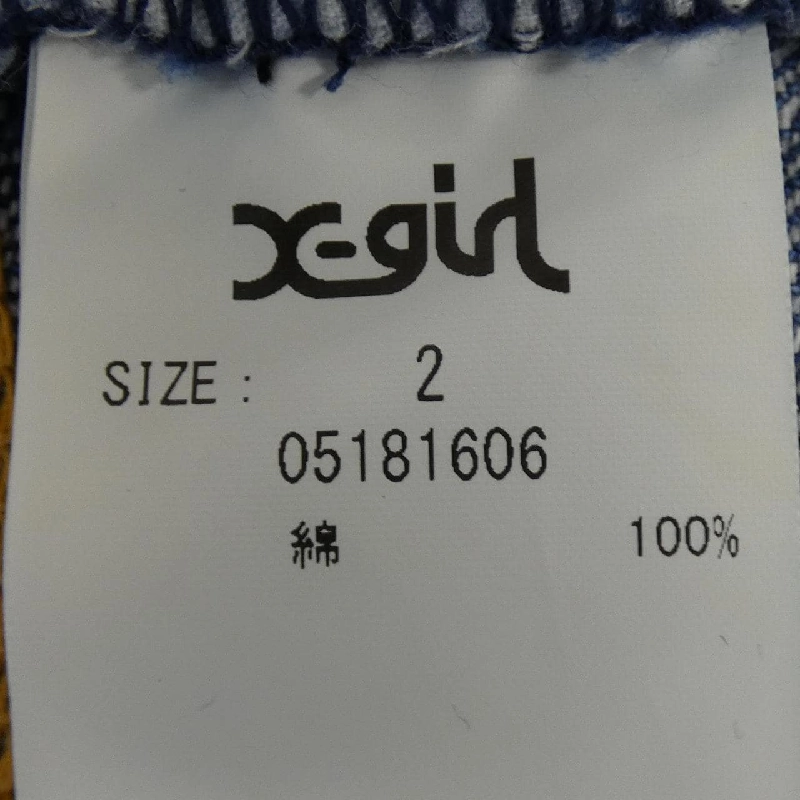 X-girl
SIZE : 2
05181606
綿 100%